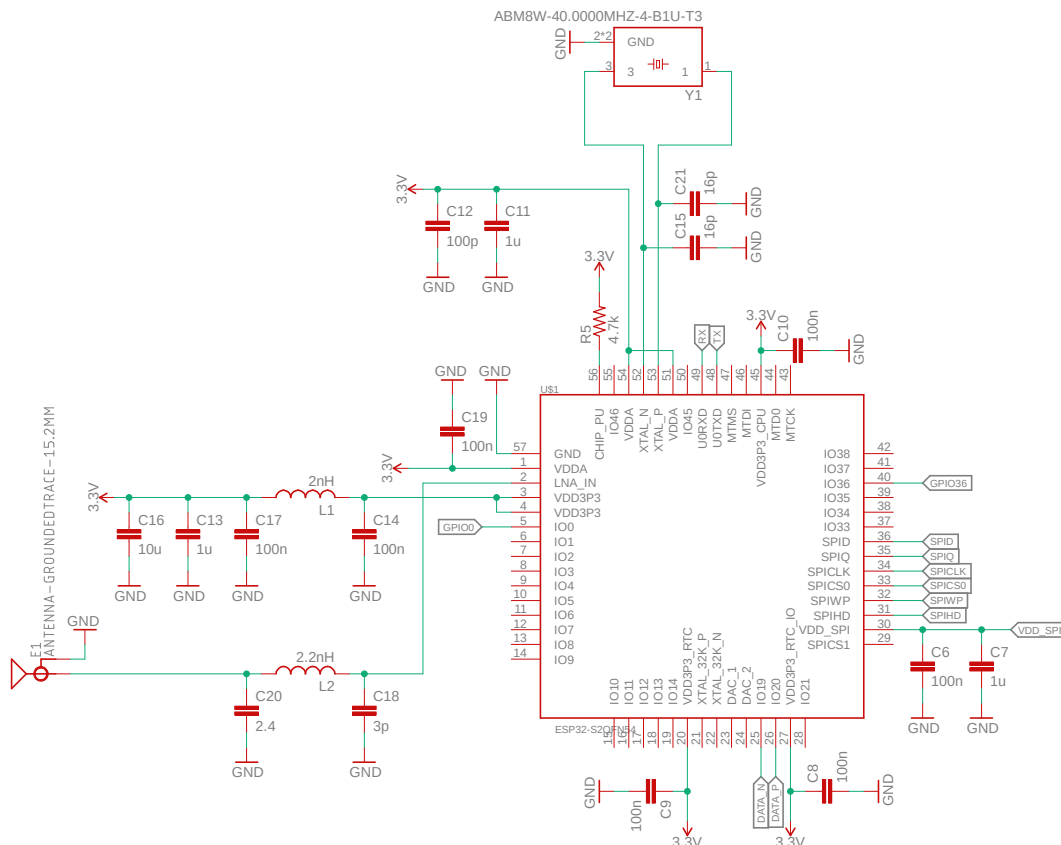 ABM8W-40.0000MHZ-4-B1U-T3
GND
2*2
GND
3
3
1
1
Y1
3.3V
C12
100p
GND
C11
1u
GND
C21
16p
GND
C15
16p
GND
3.3V
R5
4.7k
RX
TX
3.3V
C10
100n
GND
GND
GND
C19
100n
3.3V
U$1
56
55
54
52
53
51
50
49
48
47
46
45
44
43
CHIP_PU
IO46
VDDA
XTAL_N
XTAL_P
VDDA
IO45
U0RXD
U0TXD
MTMS
MTDI
VDD3P3_CPU
MTD0
MTCK
57
GND
1
VDDA
2
LNA_IN
3
VDD3P3
4
VDD3P3
5
IO0
6
IO1
7
IO2
8
IO3
9
IO4
10
IO5
11
IO6
12
IO7
13
IO8
14
IO9
GPIO0
IO38
42
IO37
41
IO36
40
GPIO36
IO35
39
IO34
38
IO33
37
SPID
36
SPID
SPIQ
35
SPIQ
SPICLK
34
SPICLK
SPICS0
33
SPICS0
SPIWP
32
SPIWP
SPIHD
31
SPIHD
VDD_SPI
30
VDD_SPI
SPICS1
29
3.3V
C16
10u
GND
C13
1u
GND
C17
100n
GND
2nH
L1
C14
100n
GND
E1
ANTENNA-GROUNDEDTRACE-15.2MM
GND
2.2nH
L2
C20
2.4
GND
C18
3p
GND
C6
100n
GND
C7
1u
GND
IO10
IO11
IO12
IO13
IO14
VDD3P3_RTC
XTAL_32K_P
XTAL_32K_N
DAC_1
DAC_2
IO19
IO20
VDD3P3_RTC_IO
IO21
ESP32-S2QFN54
15
16
17
18
19
20
21
22
23
24
25
26
27
28
GND
100n
C9
3.3V
DATA_N
DATA_P
3.3V
C8
100n
GND